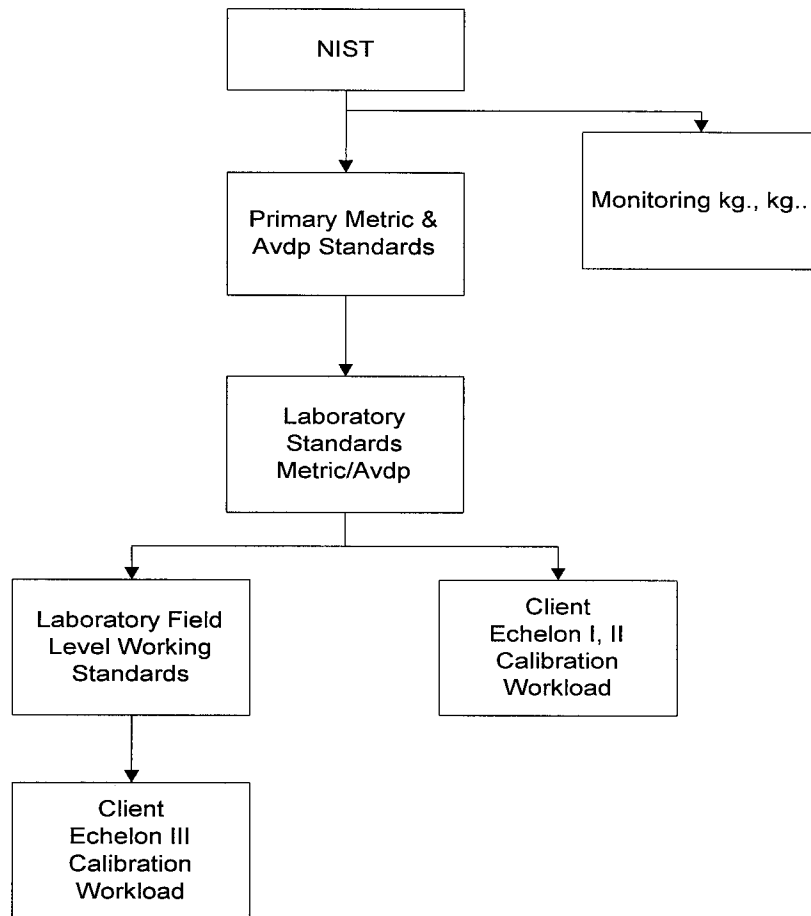 NIST
Monitoring kg., kg..
Primary Metric &
Avdp Standards
Laboratory
Standards
Metric/Avdp
Laboratory Field
Level Working
Standards
Client
Echelon I, II
Calibration
Workload
Client
Echelon III
Calibration
Workload